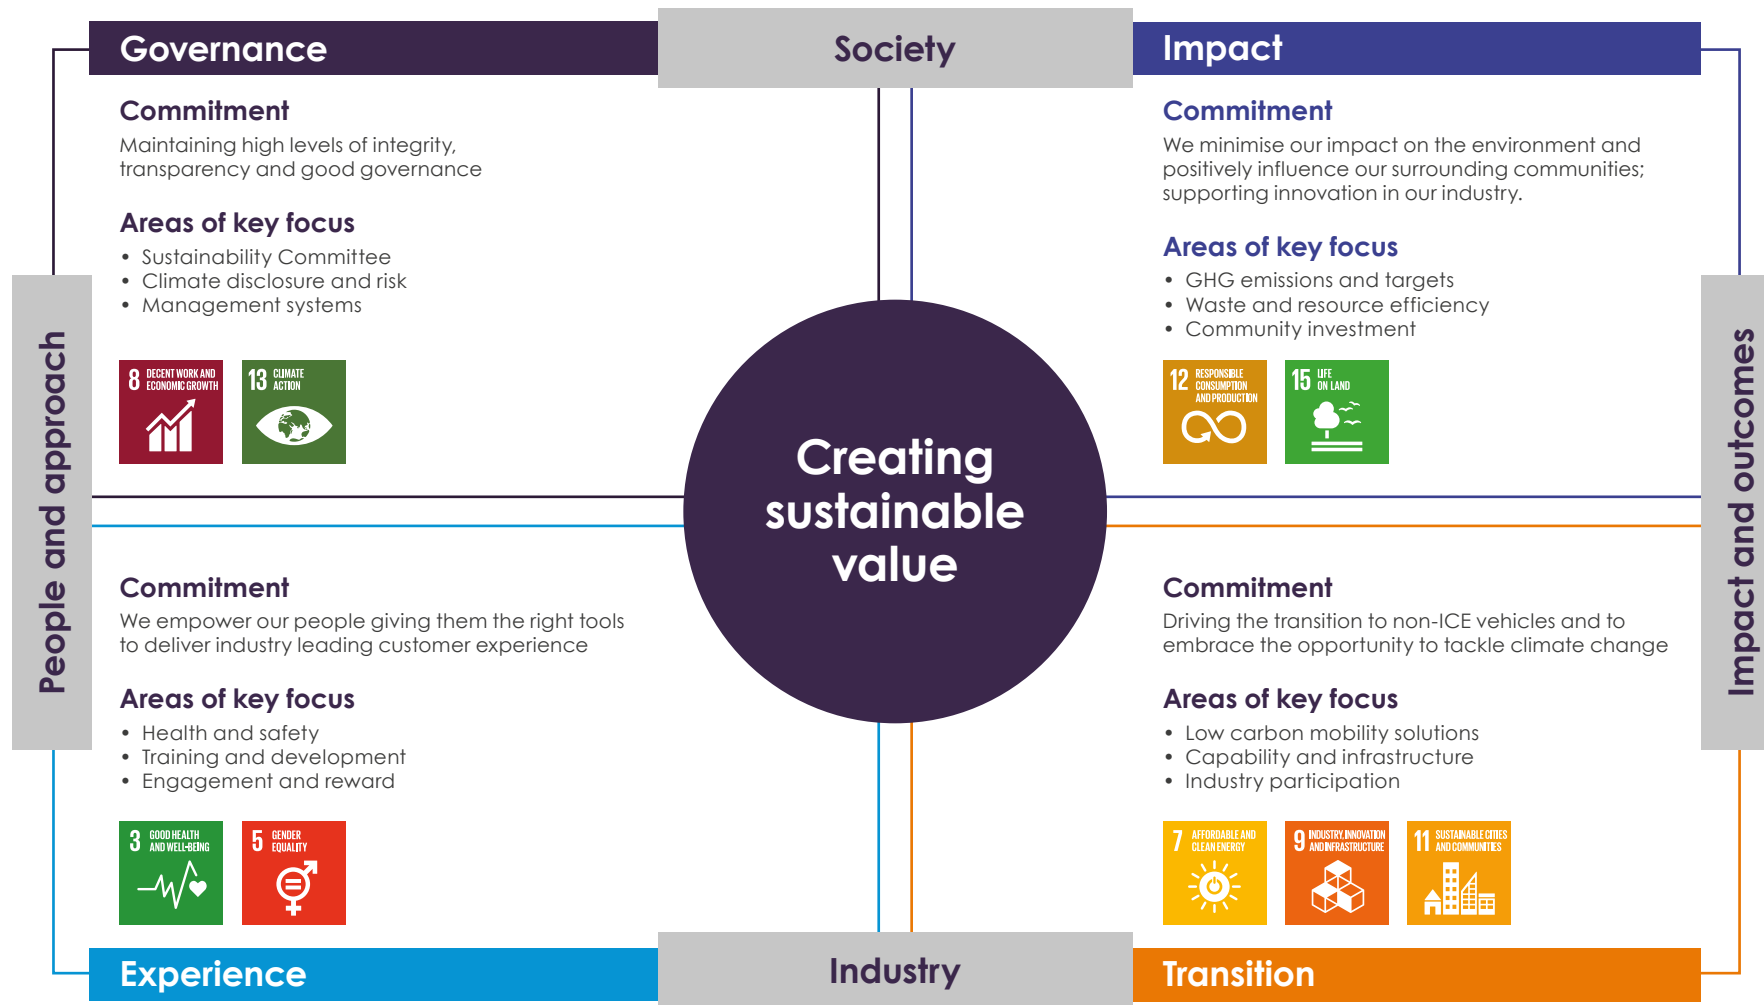 Governance
Society
Impact
Commitment
Maintaining high levels of integrity,
transparency and good governance
Areas of key focus
• Sustainability Committee
• Climate disclosure and risk
• Management systems
8 DECENT WORK AND
ECONOMIC GROWTH
13 CLIMATE
ACTION
Commitment
We minimise our impact on the environment and
positively influence our surrounding communities;
supporting innovation in our industry.
Areas of key focus
• GHG emissions and targets
• Waste and resource efficiency
• Community investment
12 RESPONSIBLE
CONSUMPTION
AND PRODUCTION
15 LIFE
ON LAND
People and approach
Creating
sustainable
value
Impact and outcomes
Commitment
We empower our people giving them the right tools
to deliver industry leading customer experience
Areas of key focus
• Health and safety
• Training and development
• Engagement and reward
3 GOOD HEALTH
AND WELL-BEING
5 GENDER
EQUALITY
Commitment
Driving the transition to non-ICE vehicles and to
embrace the opportunity to tackle climate change
Areas of key focus
• Low carbon mobility solutions
• Capability and infrastructure
• Industry participation
7 AFFORDABLE AND
CLEAN ENERGY
9 INDUSTRY, INNOVATION
AND INFRASTRUCTURE
11 SUSTAINABLE CITIES
AND COMMUNITIES
Experience
Industry
Transition